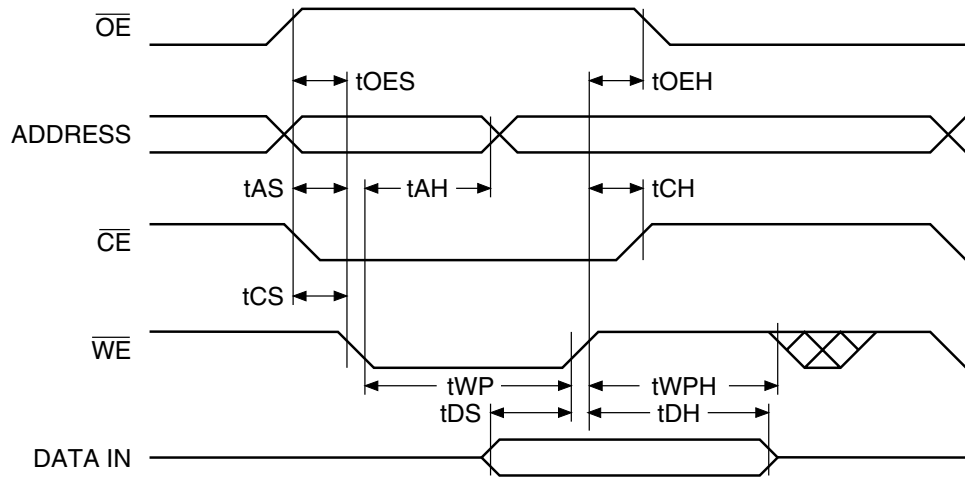 OE
tOES tOEH
ADDRESS
tAS tAH tCH
CE
tCS
WE
tWP tWPH
tDS tDH
DATA IN